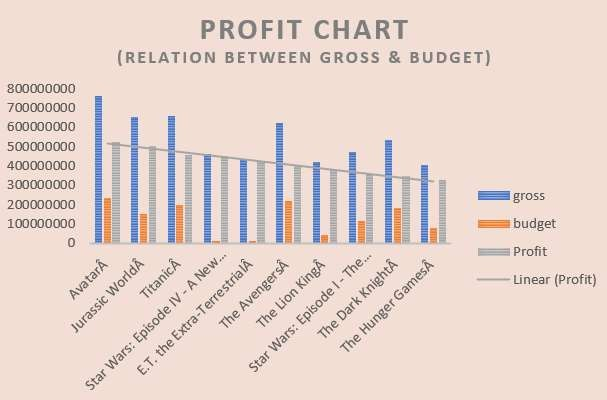 PROFIT CHART
(RELATION BETWEEN GROSS & BUDGET)
800000000
700000000
600000000
500000000
400000000
300000000
200000000
100000000
0
AvatarÂ
Jurassic WorldÂ
TitanicÂ
Star Wars: Episode IV - A New...
E.T. the Extra-TerrestrialÂ
The AvengersÂ
The Lion KingÂ
Star Wars: Episode I - The...
The Dark KnightÂ
The Hunger GamesÂ
gross
budget
Profit
Linear (Profit)